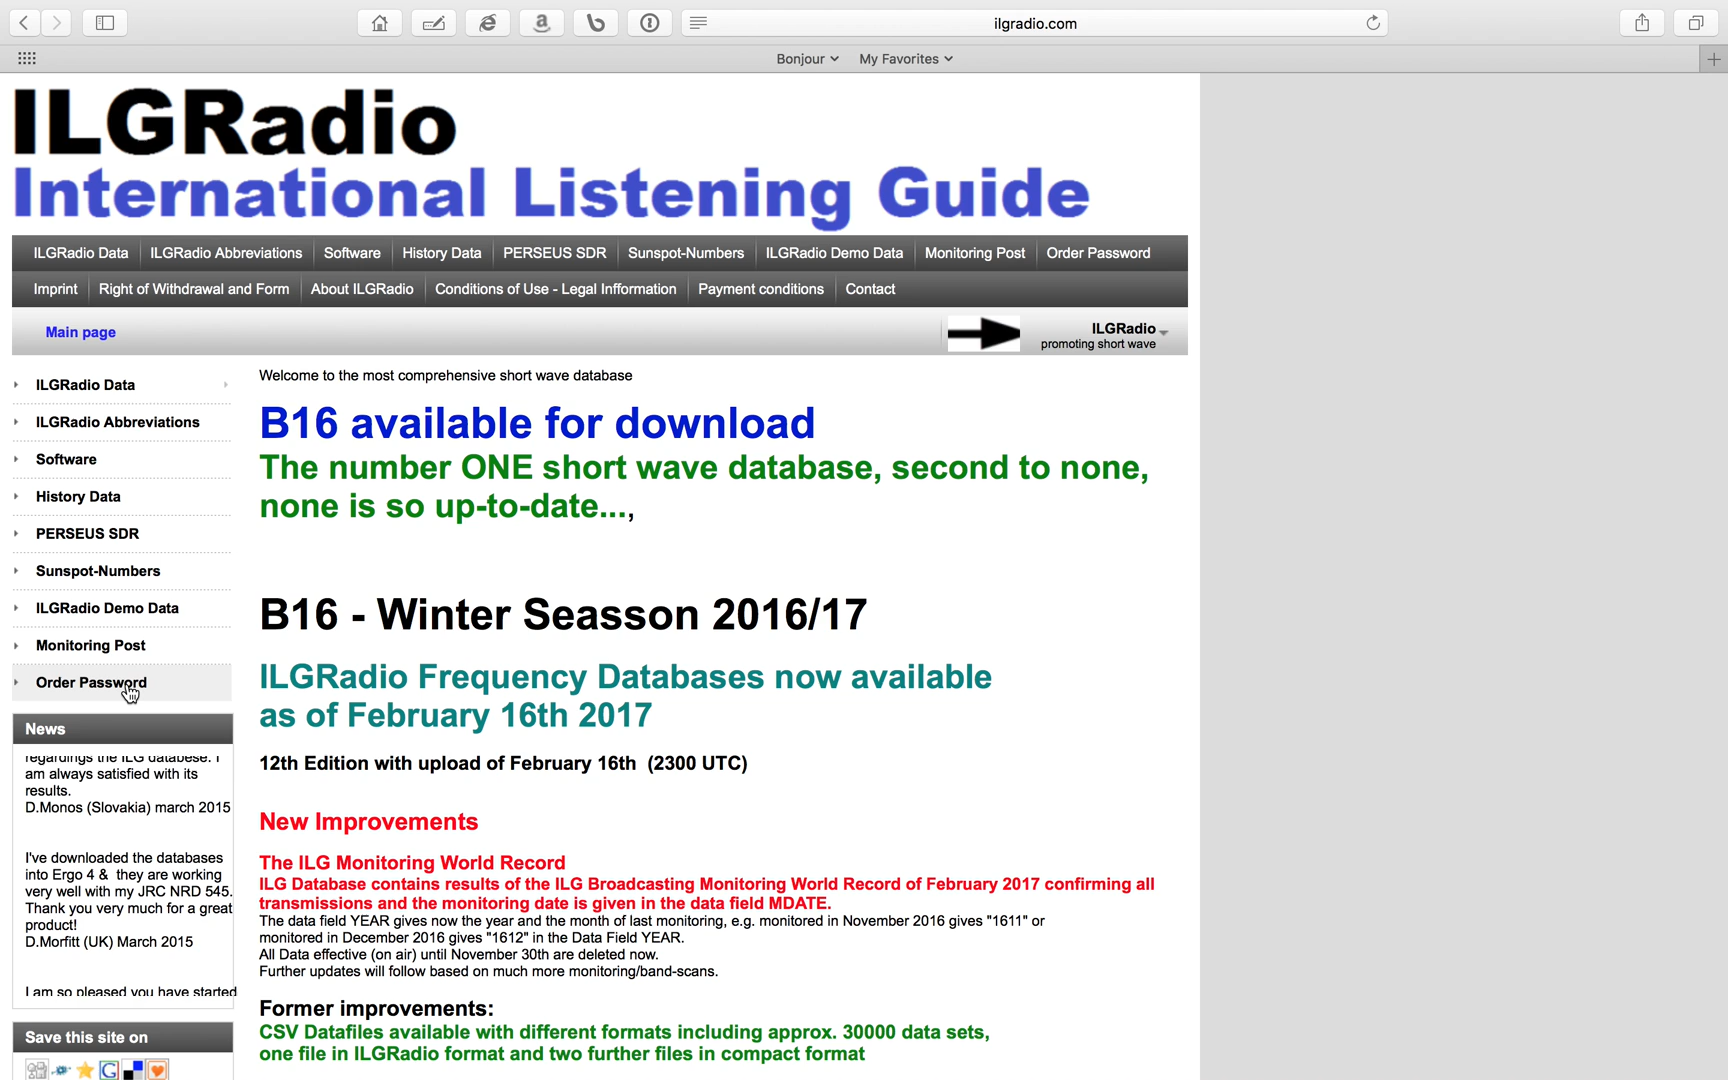 ilgradio.com
Bonjour
My Favorites
ILGRadio
International Listening Guide
ILGRadio Data
ILGRadio Abbreviations
Software
History Data
PERSEUS SDR
Sunspot-Numbers
ILGRadio Demo Data
Monitoring Post
Order Password
Imprint
Right of Withdrawal and Form
About ILGRadio
Conditions of Use - Legal Infformation
Payment conditions
Contact
Main page
ILGRadio
promoting short wave
ILGRadio Data
ILGRadio Abbreviations
Software
History Data
PERSEUS SDR
Sunspot-Numbers
ILGRadio Demo Data
Monitoring Post
Order Password
News
regardings the ILG databese. I
am always satisfied with its
results.
D.Monos (Slovakia) march 2015
I've downloaded the databases
into Ergo 4 & they are working
very well with my JRC NRD 545.
Thank you very much for a great
product!
D.Morfitt (UK) March 2015
I am so pleased you have started
Save this site on
Welcome to the most comprehensive short wave database
B16 available for download
The number ONE short wave database, second to none,
none is so up-to-date...,
B16 - Winter Seasson 2016/17
ILGRadio Frequency Databases now available
as of February 16th 2017
12th Edition with upload of February 16th (2300 UTC)
New Improvements
The ILG Monitoring World Record
ILG Database contains results of the ILG Broadcasting Monitoring World Record of February 2017 confirming all
transmissions and the monitoring date is given in the data field MDATE.
The data field YEAR gives now the year and the month of last monitoring, e.g. monitored in November 2016 gives "1611" or
monitored in December 2016 gives "1612" in the Data Field YEAR.
All Data effective (on air) until November 30th are deleted now.
Further updates will follow based on much more monitoring/band-scans.
Former improvements:
CSV Datafiles available with different formats including approx. 30000 data sets,
one file in ILGRadio format and two further files in compact format